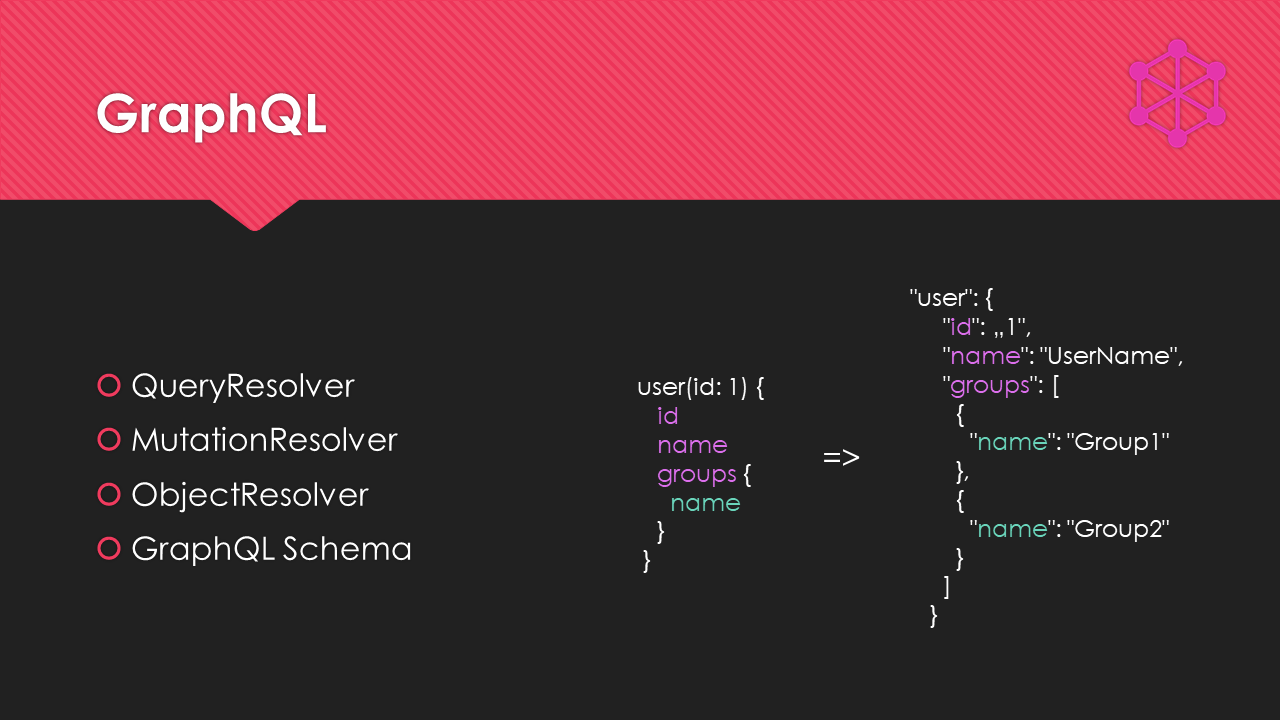 GraphQL
QueryResolver
MutationResolver
ObjectResolver
GraphQL Schema
user(id: 1) {
id
name
groups {
name
}
}
=>
"user": {
"id": „1",
"name": "UserName",
"groups": [
{
"name": "Group1"
},
{
"name": "Group2"
}
]
}